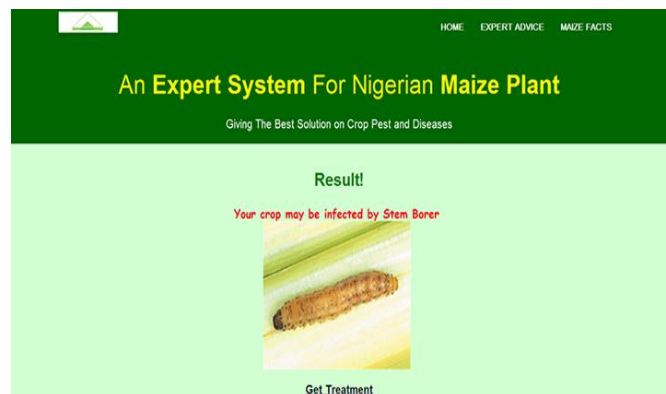 HOME EXPERT ADVICE MAIZE FACTS
An Expert System For Nigerian Maize Plant
Giving The Best Solution on Crop Pest and Diseases
Result!
Your crop may be infected by Stem Borer
Get Treatment